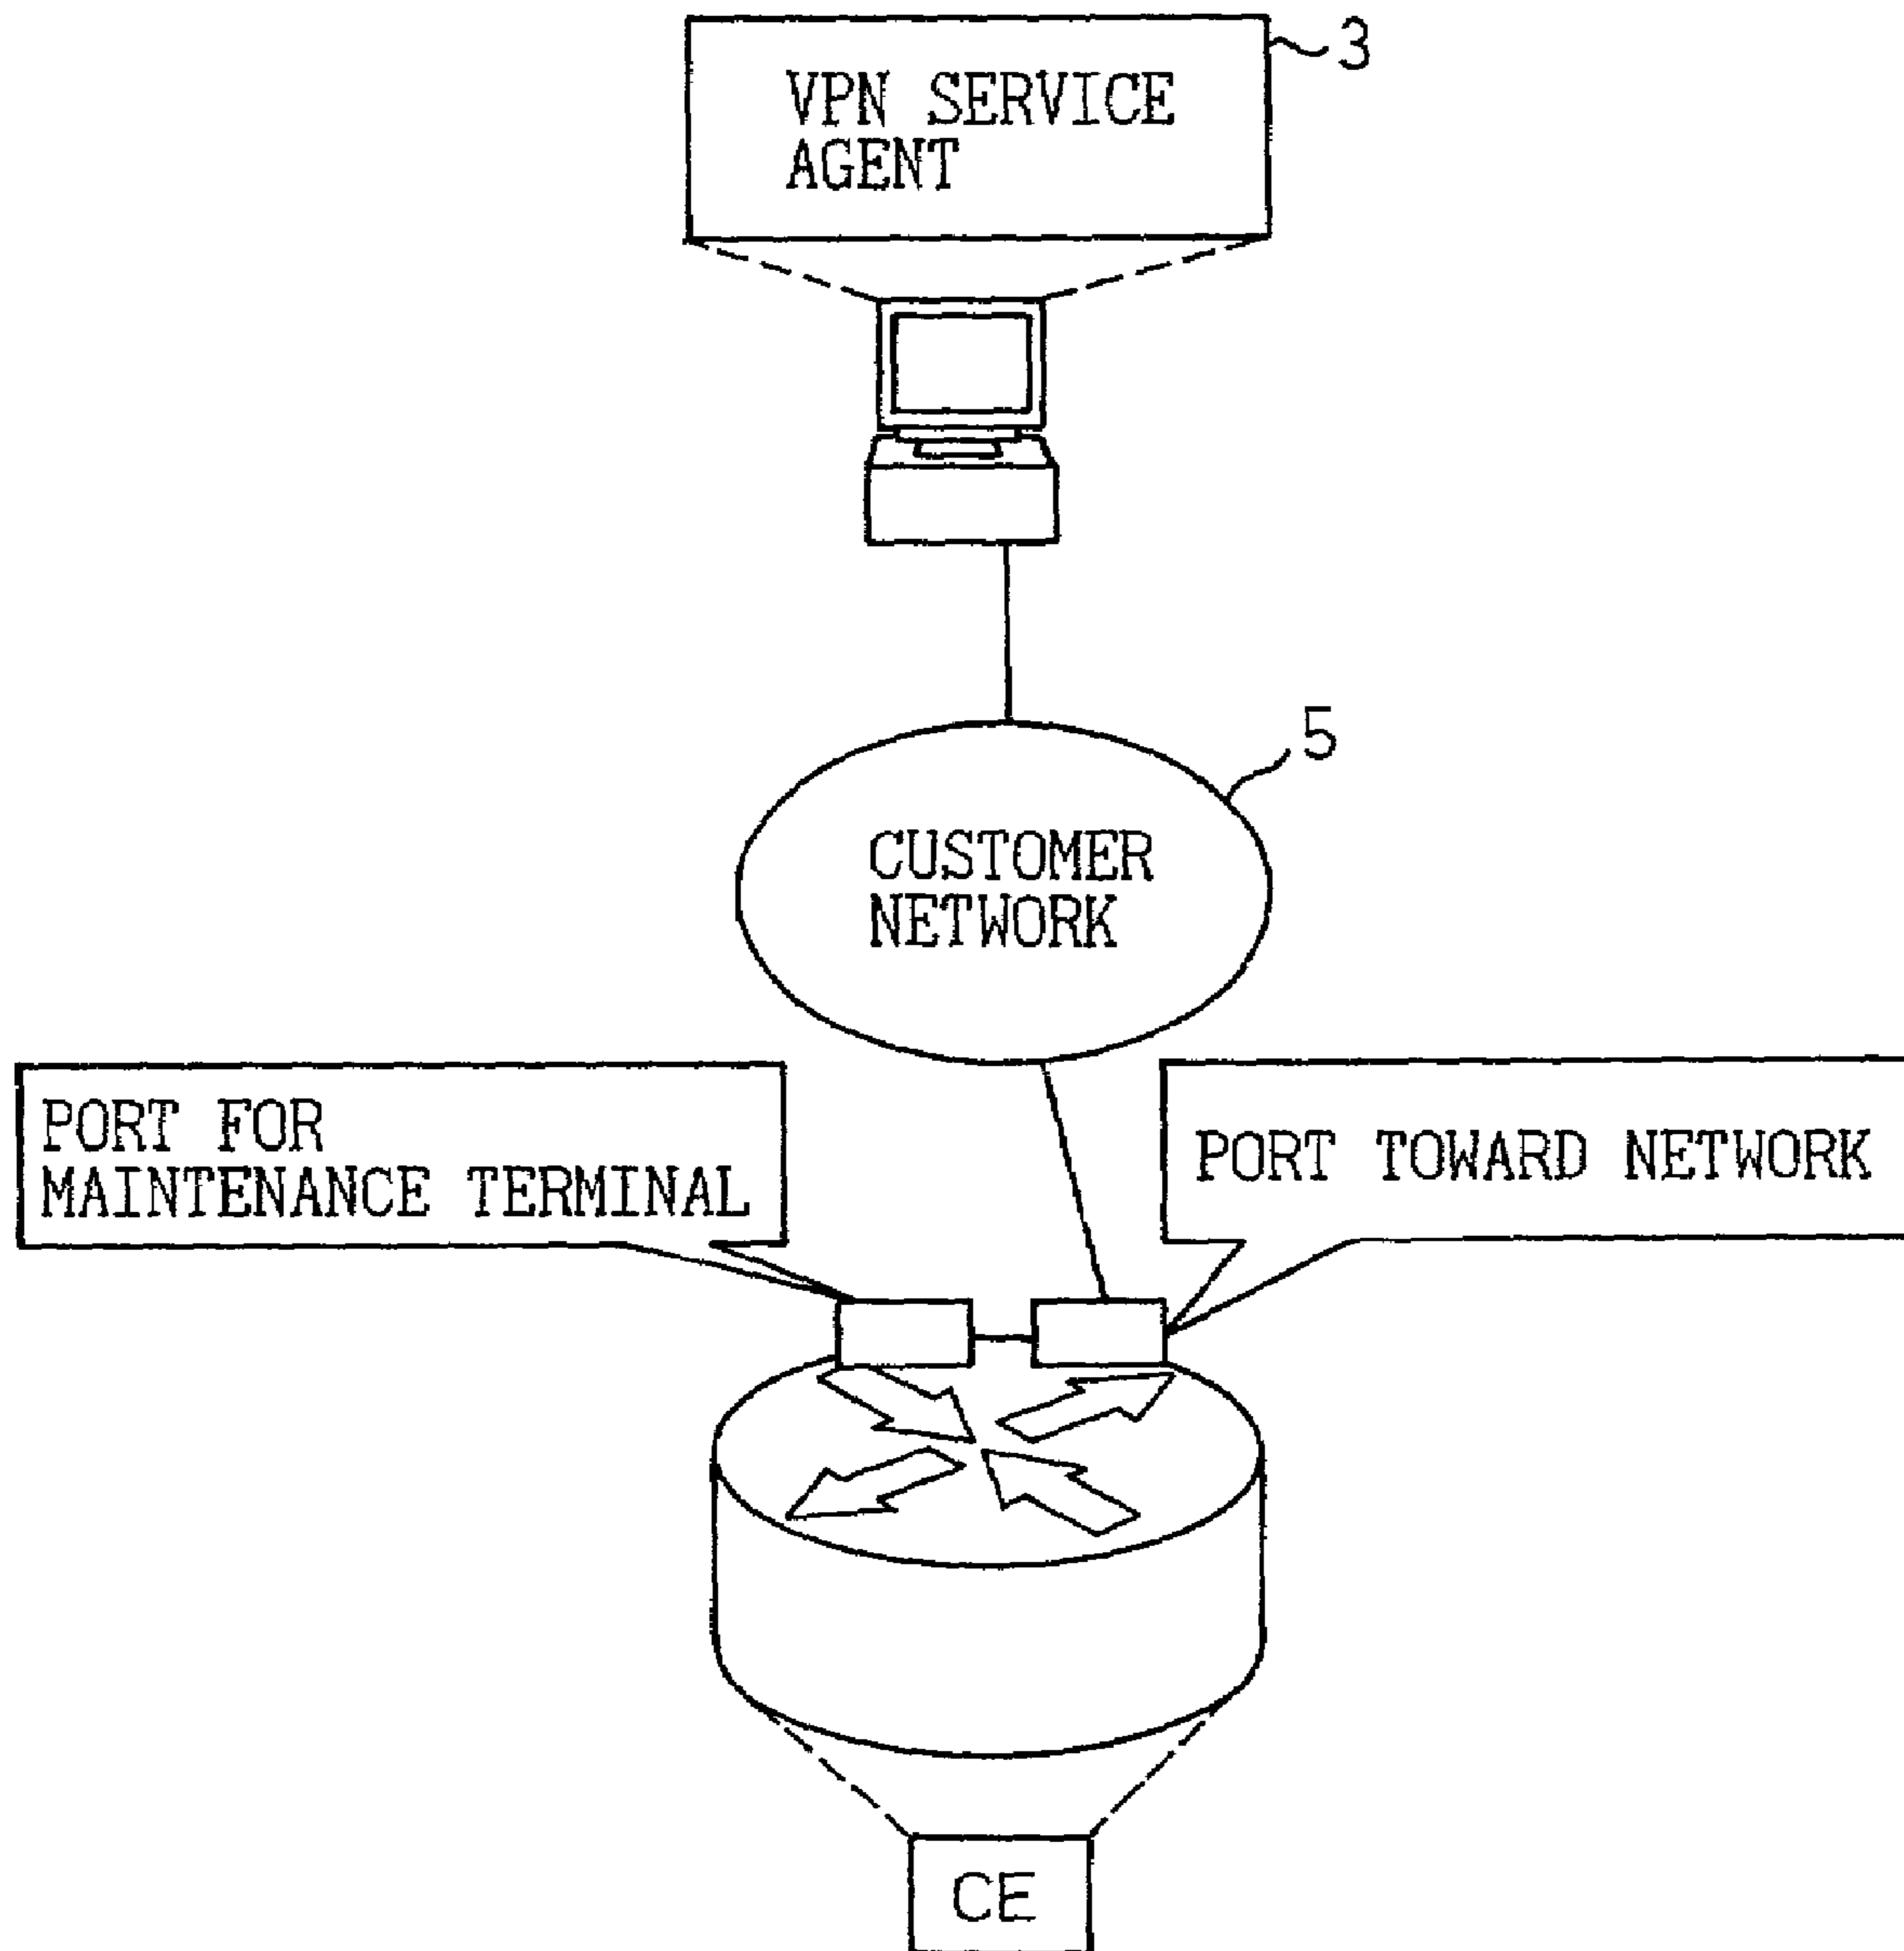 3
VPN SERVICE
AGENT
5
CUSTOMER
NETWORK
PORT FOR
MAINTENANCE TERMINAL
PORT TOWARD NETWORK
CE